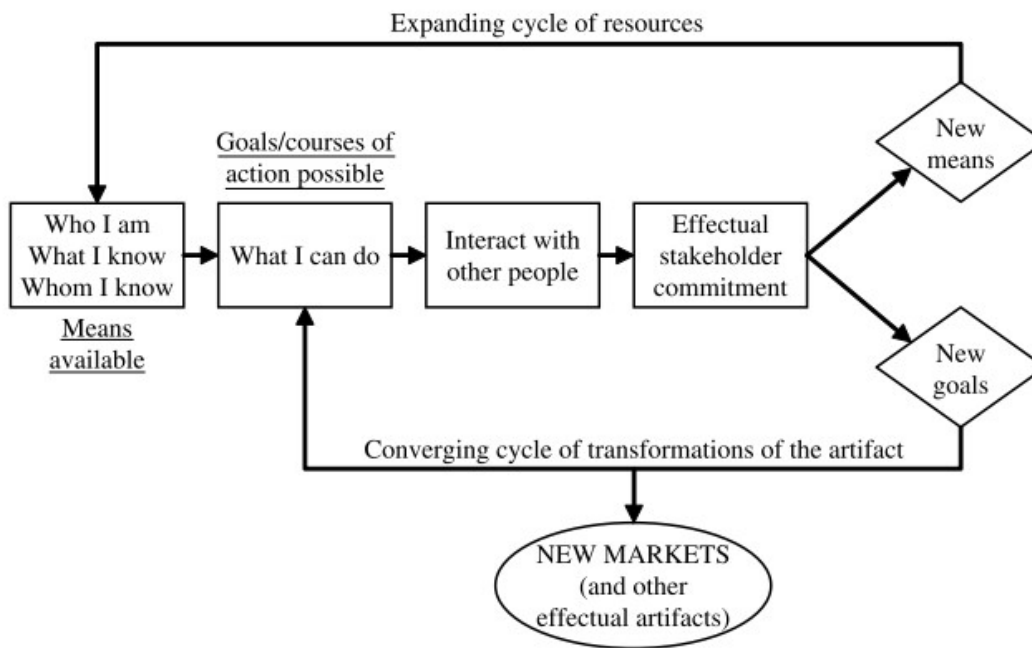 Expanding cycle of resources
New
means
Goals/courses of
action possible
Who I am
What I know
Whom I know
What I can do
Interact with
other people
Effectual
stakeholder
commitment
Means
available
New
goals
Converging cycle of transformations of the artifact
NEW MARKETS
(and other
effectual artifacts)